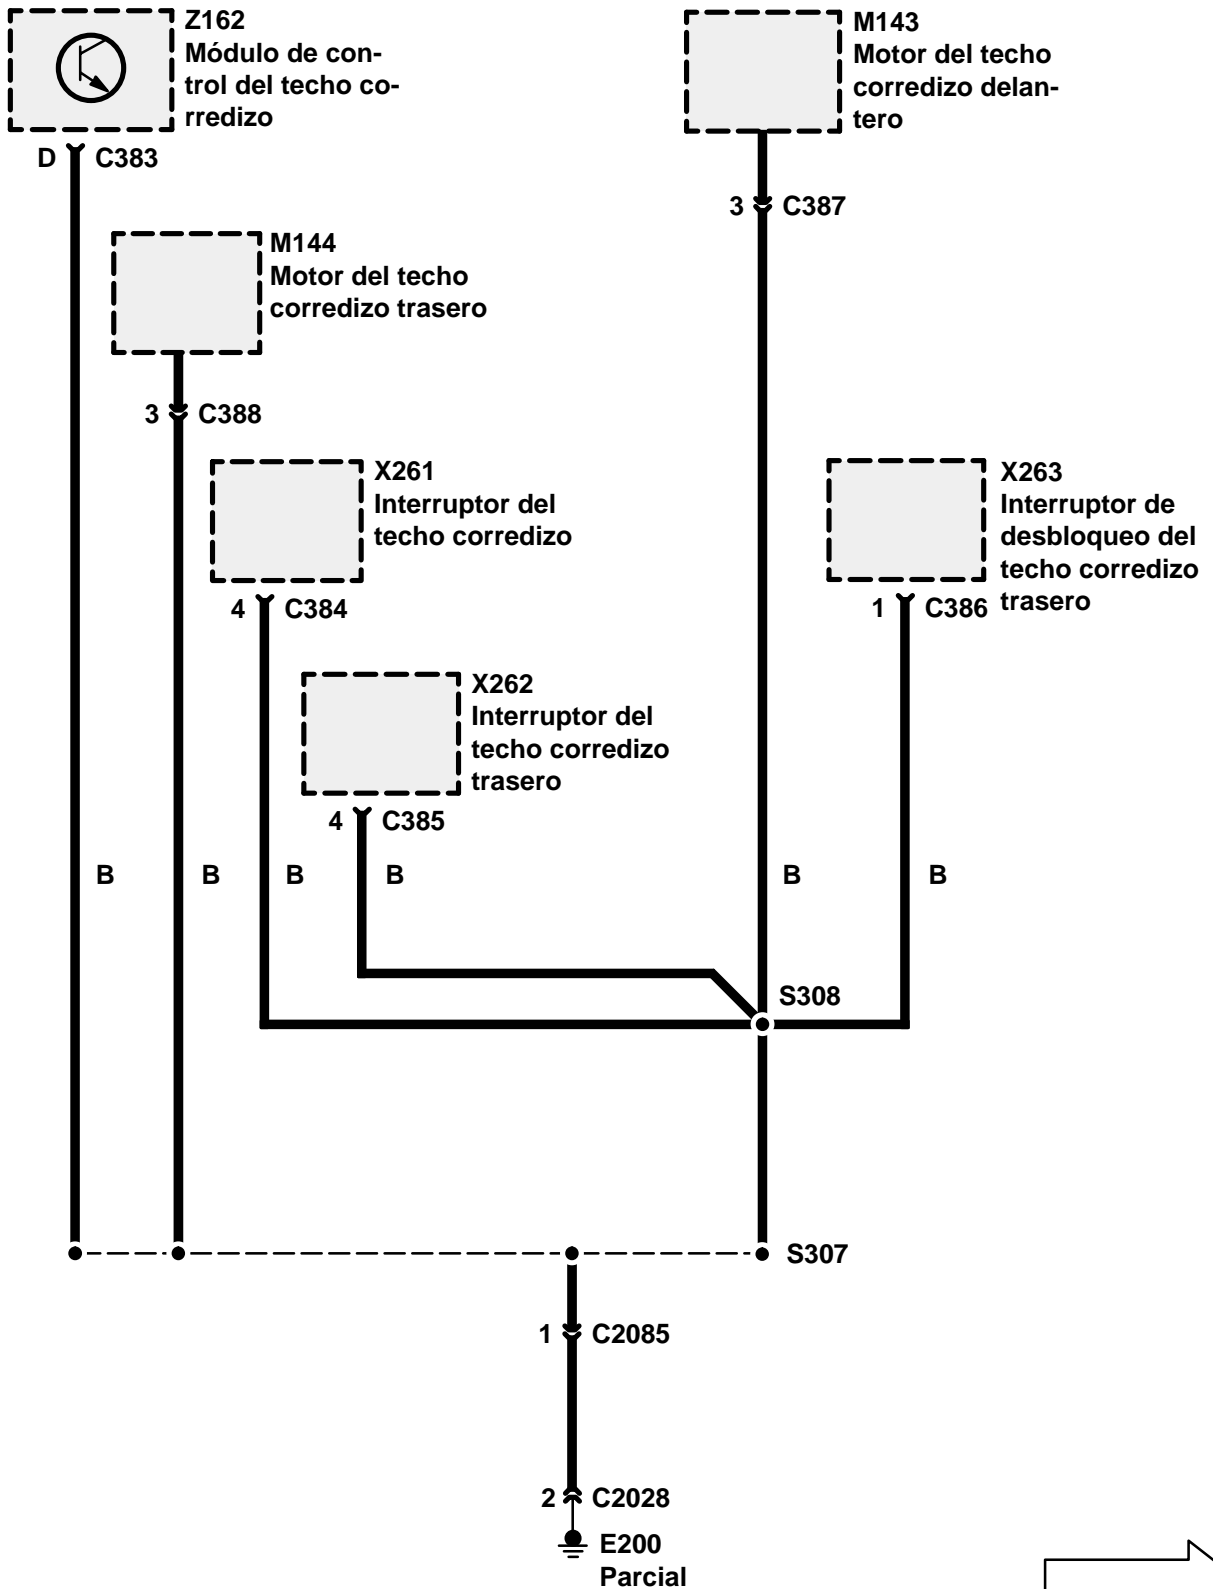 Z162
Módulo de con-
trol del techo co-
rredizo
D C383
M143
Motor del techo
corredizo delan-
tero
3 C387
M144
Motor del techo
corredizo trasero
3 C388
X261
Interruptor del
techo corredizo
4 C384
X263
Interruptor de
desbloqueo del
techo corredizo
trasero
1 C386
X262
Interruptor del
techo corredizo
trasero
4 C385
B B B B B B
S308
S307
1 C2085
2 C2028
E200
Parcial